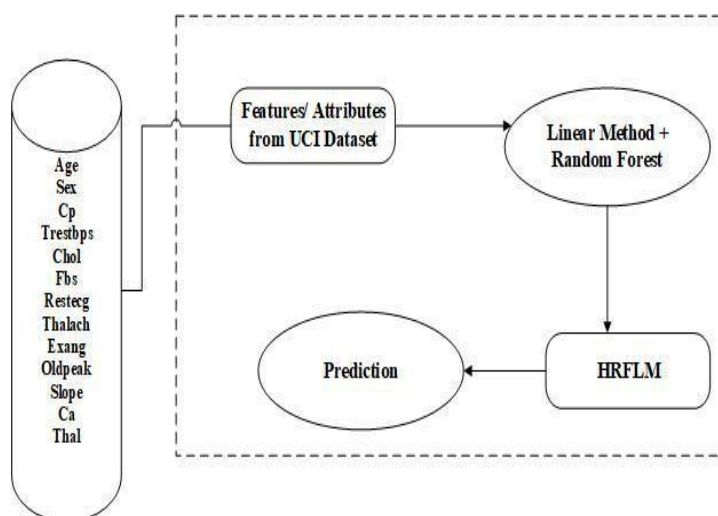 Age
Sex
Cp
Trestbps
Chol
Fbs
Restecg
Thalach
Exang
Oldpeak
Slope
Ca
Thal
Features/ Attributes
from UCI Dataset
Linear Method +
Random Forest
HRFLM
Prediction